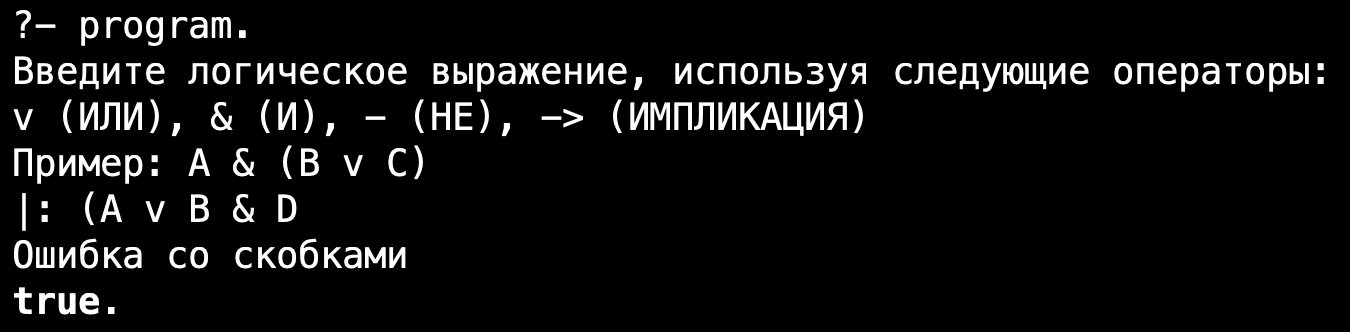 ?- program.
Введите логическое выражение, используя следующие операторы:
v (ИЛИ), & (И), - (НЕ), -> (ИМПЛИКАЦИЯ)
Пример: A & (B v C)
|: (A v B & D
Ошибка со скобками
true.